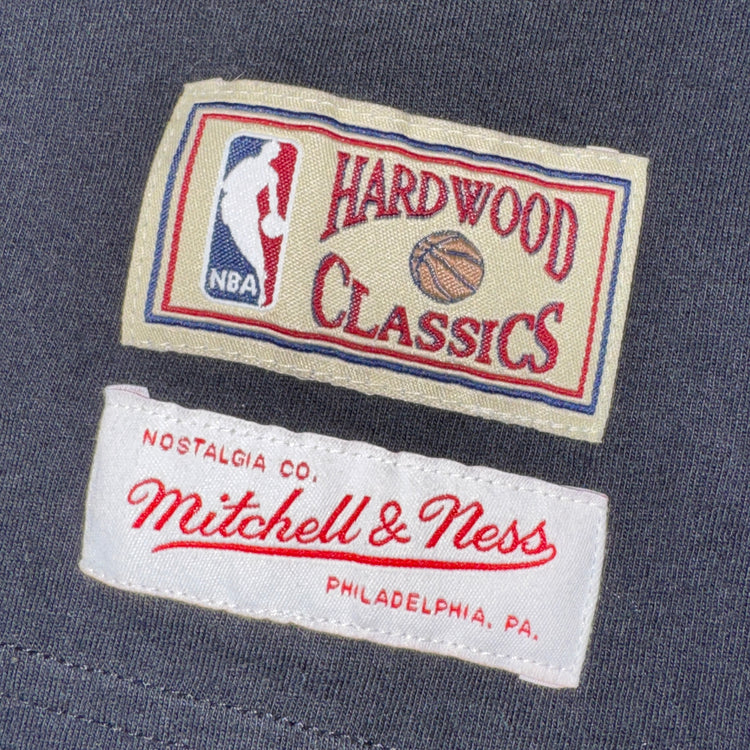 NBA
HARDWOOD
CLASSICS
NOSTALGIA CO.
Mitchell & Ness
PHILADELPHIA, PA.